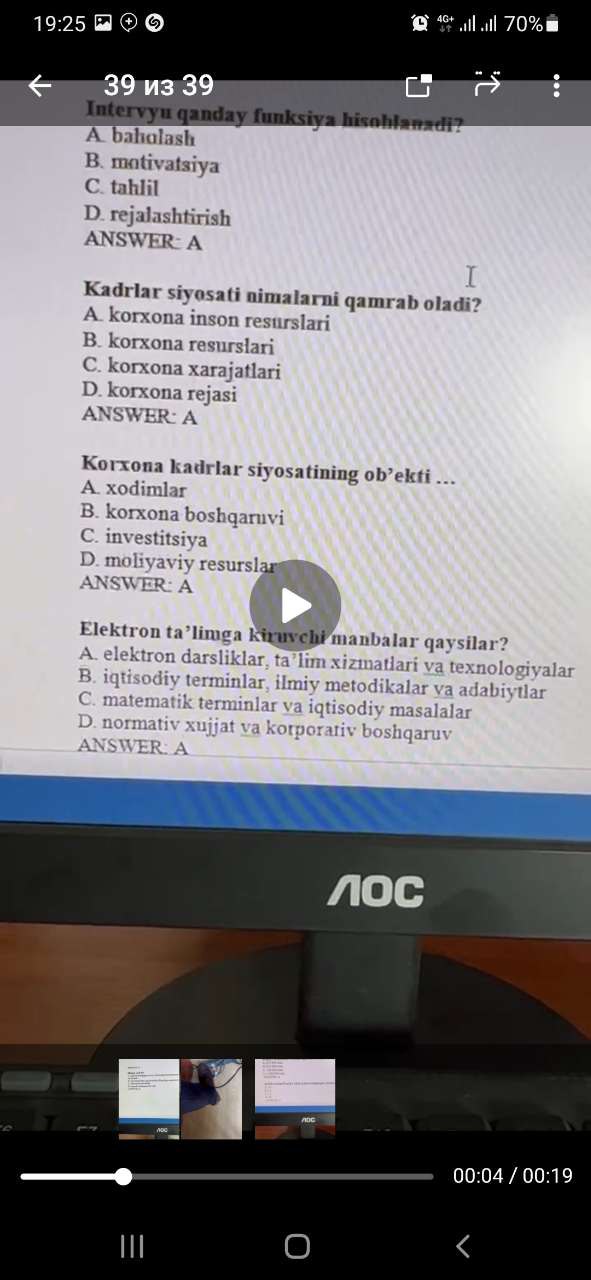 19:25 4G+ 70%
39 из 39
Intervyu qanday funksiya hisoblanadi?
A. baholash
B. motivatsiya
C. tahlil
D. rejalashtirish
ANSWER: A
Kadrlar siyosati nimalarni qamrab oladi?
A. korxona inson resurslari
B. korxona resurslari
C. korxona xarajatlari
D. korxona rejasi
ANSWER: A
Korxona kadrlar siyosatining ob’ekti ...
A. xodimlar
B. korxona boshqaruvi
C. investitsiya
D. moliyaviy resurslar
ANSWER: A
Elektron ta’limga kiruvchi manbalar qaysilar?
A. elektron darsliklar, ta’lim xizmatlari va texnologiyalar
B. iqtisodiy terminlar, ilmiy metodikalar va adabiytlar
C. matematik terminlar va iqtisodiy masalalar
D. normativ xujjat va korporativ boshqaruv
ANSWER: A
AOC
00:04 / 00:19